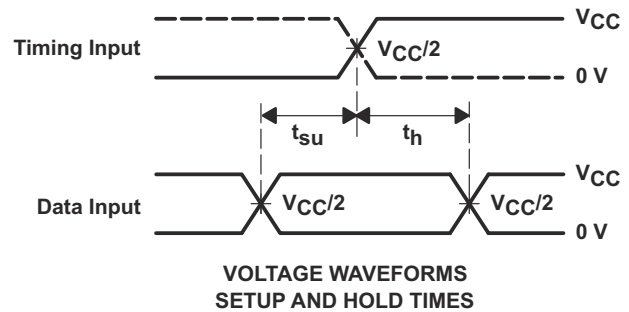 VCC
Timing Input
VCC/2
0 V
tsu
th
VCC
Data Input
VCC/2
VCC/2
0 V
VOLTAGE WAVEFORMS
SETUP AND HOLD TIMES